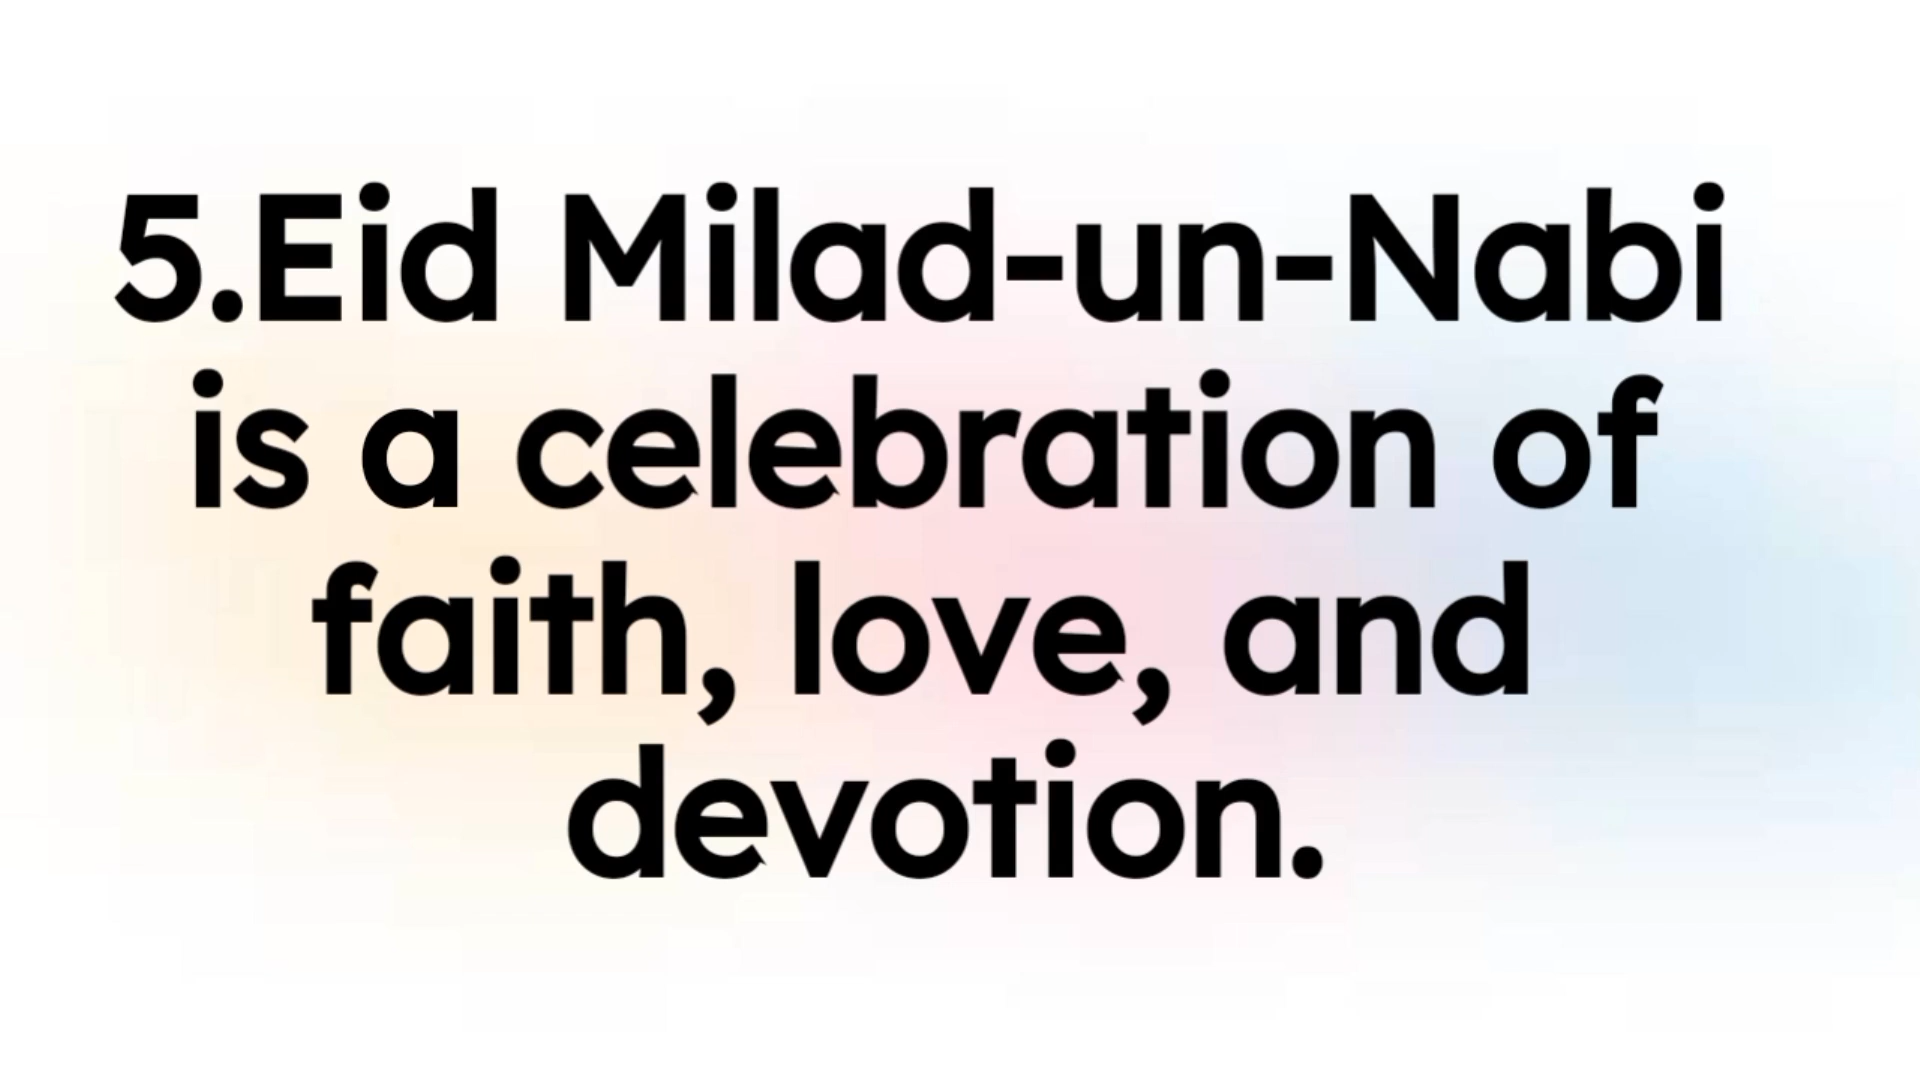 5.Eid Milad-un-Nabi
is a celebration of
faith, love, and
devotion.